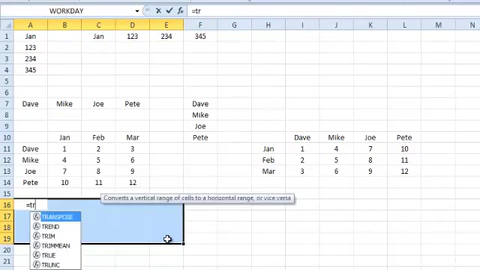 WORKDAY fx =tr
A B C D E F G H I J K L M N
1 Jan Jan 123 234 345
2 123
3 234
4 345
5
6
7 Dave Mike Joe Pete Dave
8 Mike
9 Joe
10 Jan Feb Mar Pete Dave Mike Joe Pete
11 Dave 1 2 3 Jan 1 4 7 10
12 Mike 4 5 6 Feb 2 5 8 11
13 Joe 7 8 9 Mar 3 6 9 12
14 Pete 10 11 12
15
Converts a vertical range of cells to a horizontal range, or vice versa
16 =tr
17 TRANSPOSE
TREND
18 TRIM
19 TRIMMEAN
20 TRUE
21 TRUNC